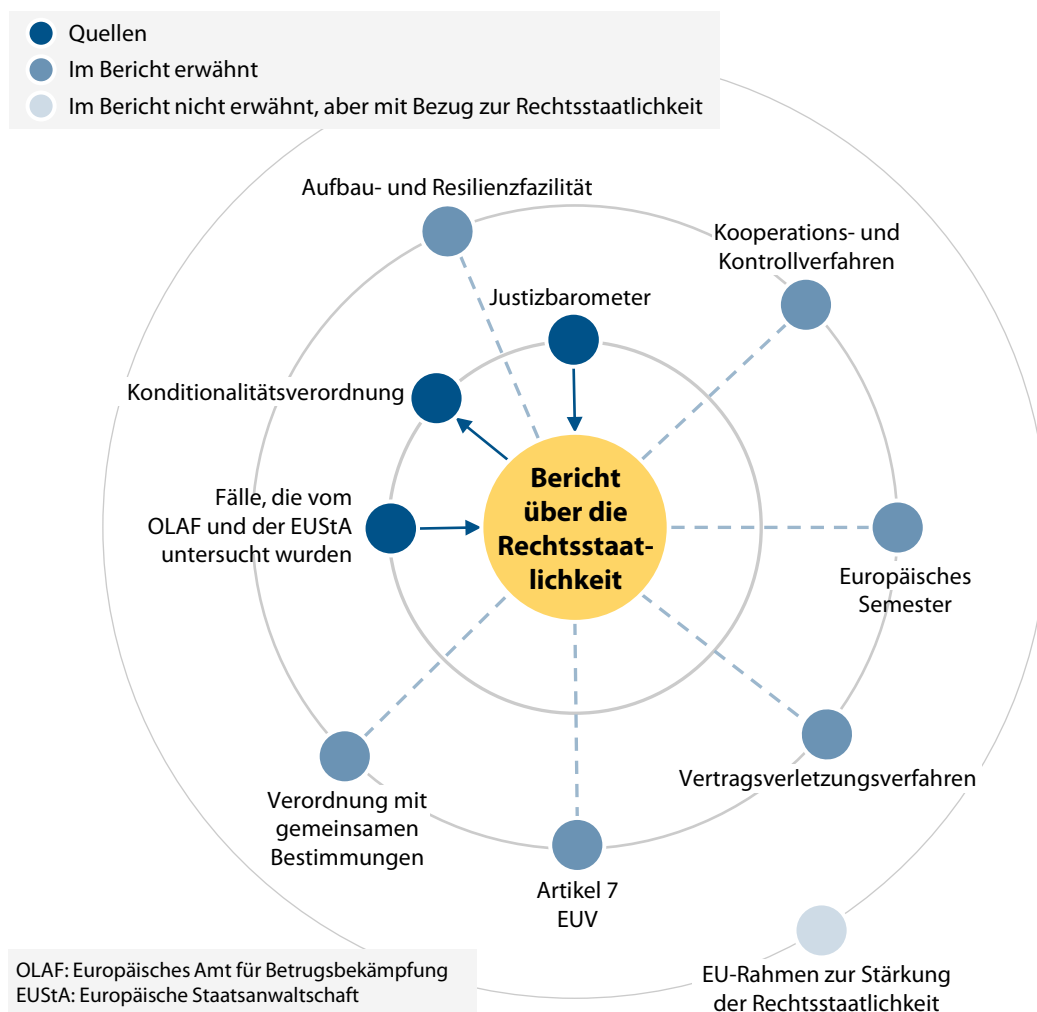 Quellen
Im Bericht erwähnt
Im Bericht nicht erwähnt, aber mit Bezug zur Rechtsstaatlichkeit
Aufbau- und Resilienzfazilität
Kooperations- und
Kontrollverfahren
Justizbarometer
Konditionalitätsverordnung
Fälle, die vom
OLAF und der EUStA
untersucht wurden
Bericht
über die
Rechtsstaat-
lichkeit
Europäisches
Semester
Vertragsverletzungsverfahren
Verordnung mit
gemeinsamen
Bestimmungen
Artikel 7
EUV
EU-Rahmen zur Stärkung
der Rechtsstaatlichkeit
OLAF: Europäisches Amt für Betrugsbekämpfung
EUStA: Europäische Staatsanwaltschaft